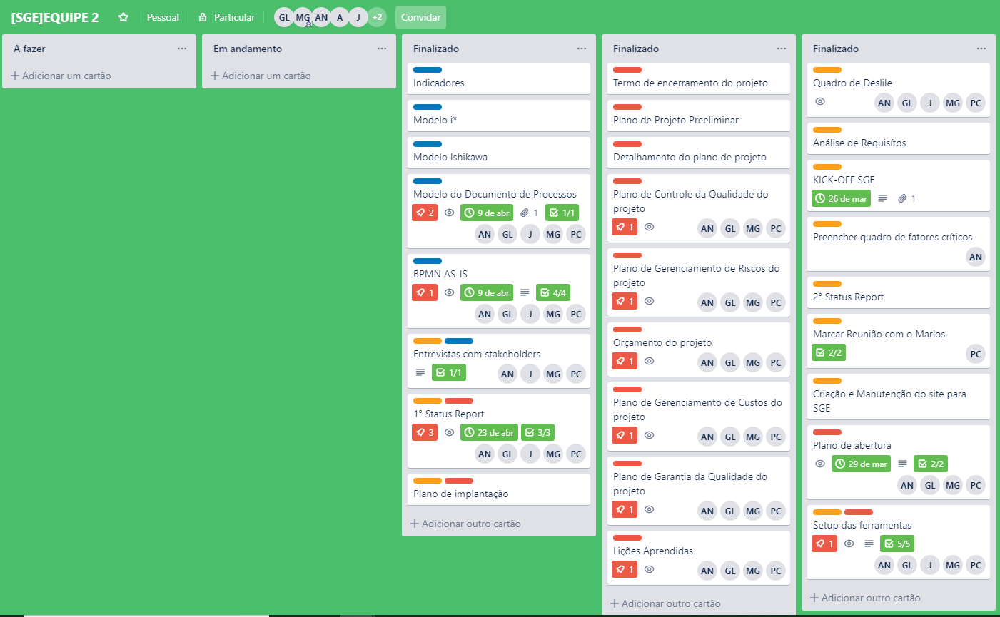 [SGE]EQUIPE 2
Pessoal
Particular
GL MG AN A J +2
Convidar
A fazer
Adicionar um cartão
Em andamento
Adicionar um cartão
Finalizado
Indicadores
Modelo i*
Modelo Ishikawa
Modelo do Documento de Processos
2 9 de abr 1 1/1
AN GL J MG PC
BPMN AS-IS
1 9 de abr 4/4
AN GL J MG PC
Entrevistas com stakeholders
1/1 AN J MG PC
1° Status Report
3 23 de abr 3/3
AN GL J MG PC
Plano de implantação
Adicionar outro cartão
Finalizado
Termo de encerramento do projeto
Plano de Projeto Preeliminar
Detalhamento do plano de projeto
Plano de Controle da Qualidade do
projeto
1 AN GL MG PC
Plano de Gerenciamento de Riscos do
projeto
1 AN GL MG PC
Orçamento do projeto
1 AN GL MG PC
Plano de Gerenciamento de Custos do
projeto
1 AN GL MG PC
Plano de Garantia da Qualidade do
projeto
1 AN GL MG PC
Lições Aprendidas
1 AN GL MG PC
Adicionar outro cartão
Finalizado
Quadro de Deslile
AN GL J MG PC
Análise de Requisítos
KICK-OFF SGE
26 de mar 1
Preencher quadro de fatores críticos
AN
2° Status Report
Marcar Reunião com o Marlos
2/2 PC
Criação e Manutenção do site para
SGE
Plano de abertura
29 de mar 2/2
AN GL MG PC
Setup das ferramentas
1 5/5
AN GL J MG PC
Adicionar outro cartão